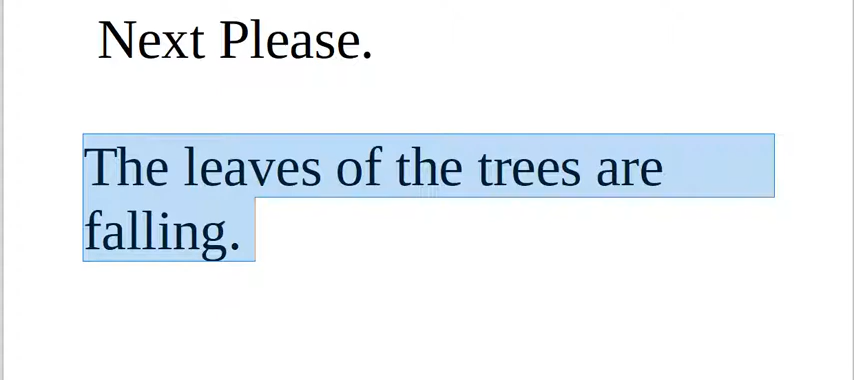 Next Please.
The leaves of the trees are
falling.